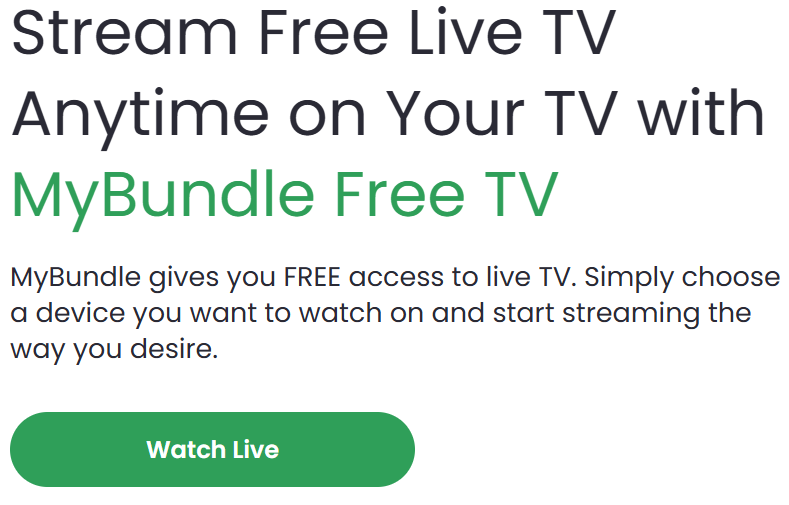 Stream Free Live TV
Anytime on Your TV with
MyBundle Free TV
MyBundle gives you FREE access to live TV. Simply choose
a device you want to watch on and start streaming the
way you desire.
Watch Live